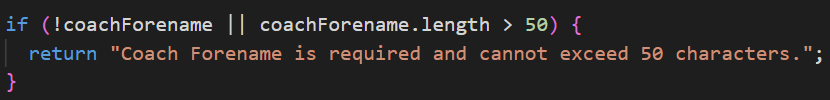 if (!coachForename || coachForename.length > 50) {
  return "Coach Forename is required and cannot exceed 50 characters.";
}